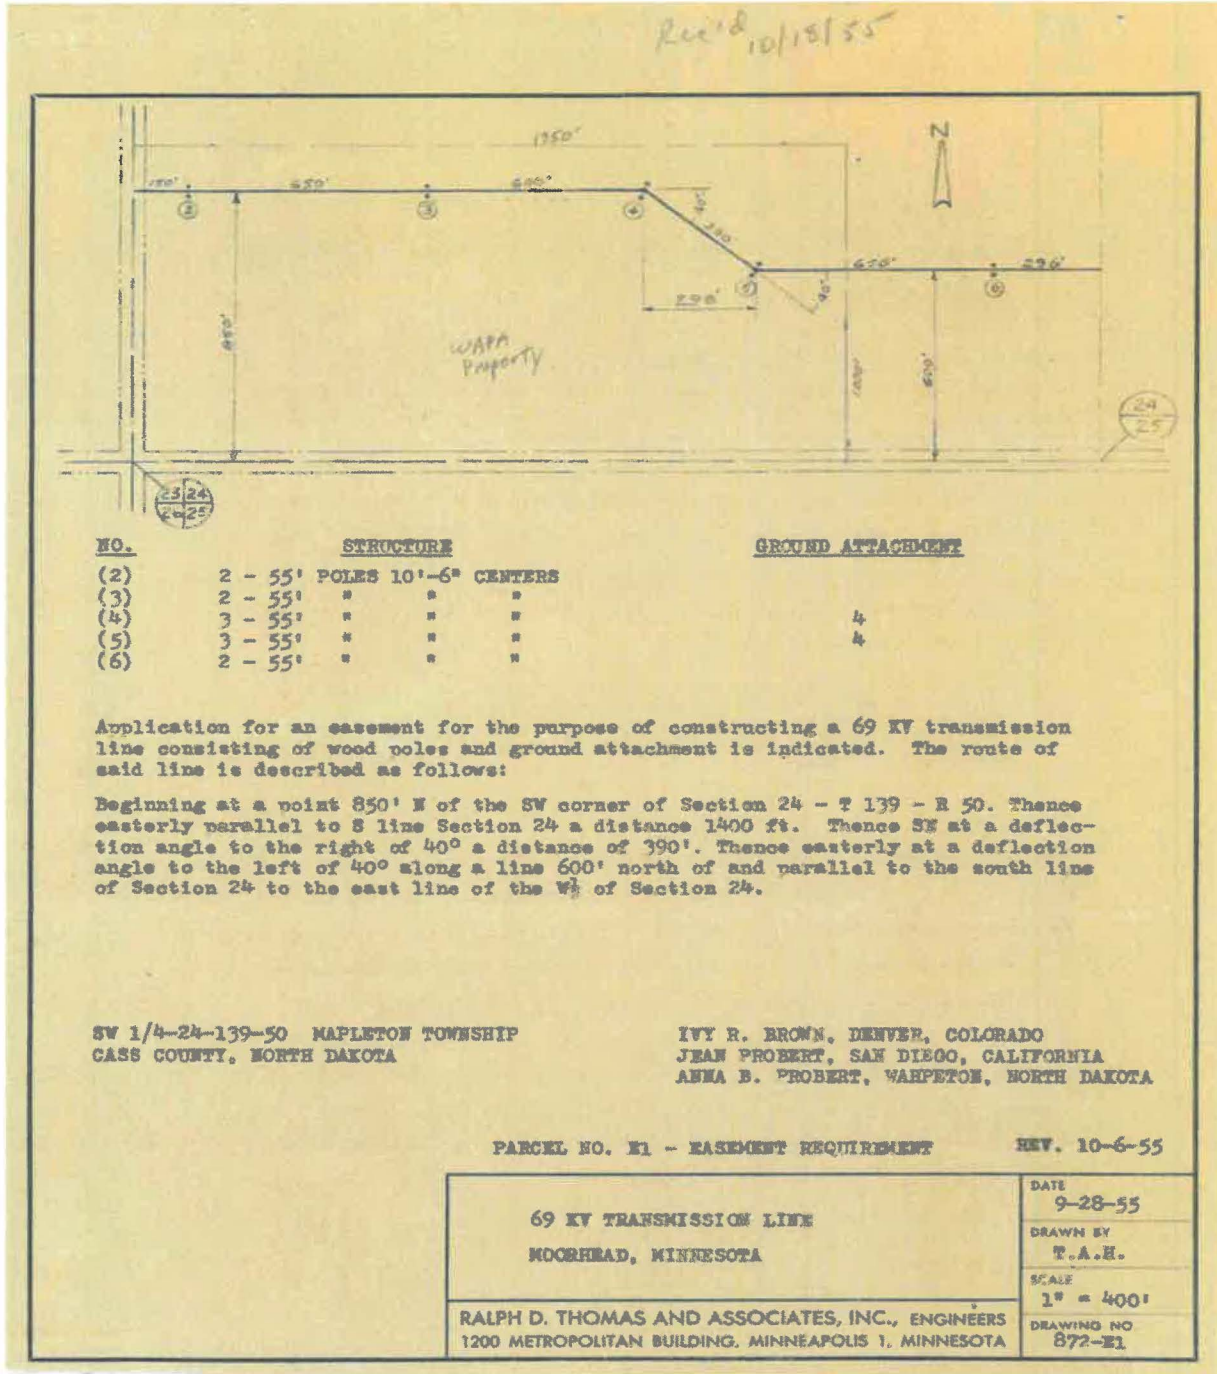 Rec'd 10/18/55
N
150' 650' 600'
(2) (3) (4)
40°
390
650' 296'
290'
(6)
40°
850'
WAPA
Property
600'
24
25
23 24
26 25
NO. STRUCTURE GROUND ATTACHMENT
(2) 2 - 55' POLES 10'-6" CENTERS
(3) 2 - 55' " " "
(4) 3 - 55' " " " 4
(5) 3 - 55' " " " 4
(6) 2 - 55' " " "
Application for an easement for the purpose of constructing a 69 KV transmission
line consisting of wood poles and ground attachment is indicated. The route of
said line is described as follows:
Beginning at a point 850' N of the SW corner of Section 24 - T 139 - R 50. Thence
easterly parallel to S line Section 24 a distance 1400 ft. Thence SE at a deflec-
tion angle to the right of 40° a distance of 390'. Thence easterly at a deflection
angle to the left of 40° along a line 600' north of and parallel to the south line
of Section 24 to the east line of the W½ of Section 24.
SW 1/4-24-139-50 MAPLETON TOWNSHIP
CASS COUNTY, NORTH DAKOTA
IVY R. BROWN, DENVER, COLORADO
JEAN PROBERT, SAN DIEGO, CALIFORNIA
ANNA B. PROBERT, WAHPETON, NORTH DAKOTA
PARCEL NO. E1 - EASEMENT REQUIREMENT REV. 10-6-55
69 KV TRANSMISSION LINE
MOORHEAD, MINNESOTA
RALPH D. THOMAS AND ASSOCIATES, INC., ENGINEERS
1200 METROPOLITAN BUILDING, MINNEAPOLIS 1, MINNESOTA
DATE
9-28-55
DRAWN BY
T.A.H.
SCALE
1" = 400'
DRAWING NO
872-E1